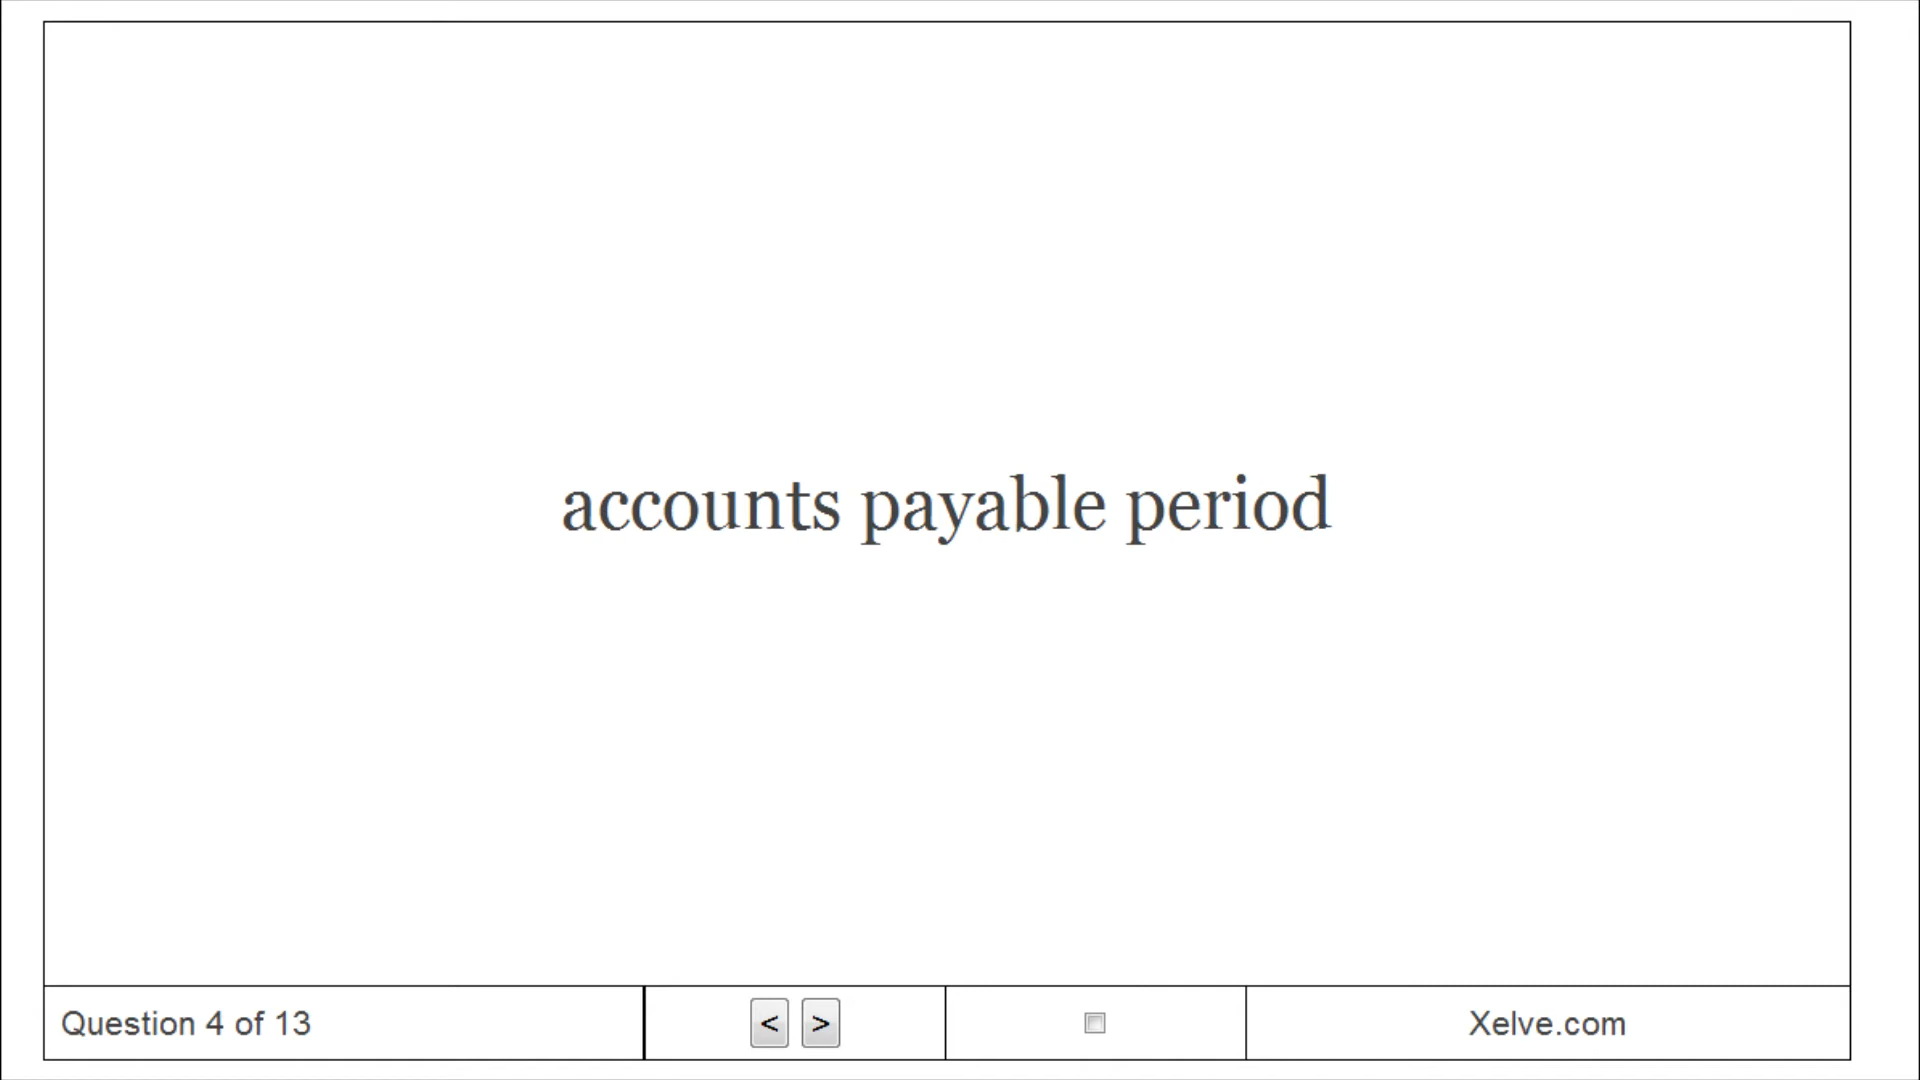 accounts payable period
Question 4 of 13
< >
Xelve.com